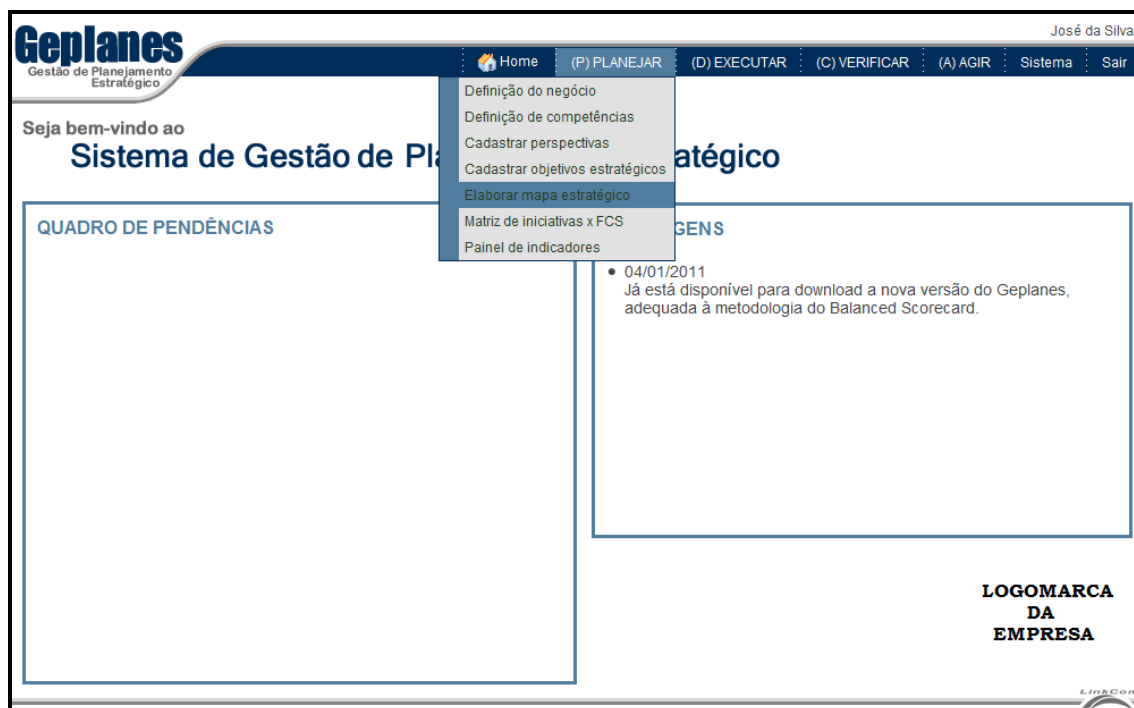 Geplanes
Gestão de Planejamento
Estratégico
José da Silva
Home (P) PLANEJAR (D) EXECUTAR (C) VERIFICAR (A) AGIR Sistema Sair
Definição do negócio
Definição de competências
Cadastrar perspectivas
Cadastrar objetivos estratégicos
Elaborar mapa estratégico
Matriz de iniciativas x FCS
Painel de indicadores
Seja bem-vindo ao
Sistema de Gestão de Pla atégico
QUADRO DE PENDÊNCIAS
GENS
04/01/2011
Já está disponível para download a nova versão do Geplanes,
adequada à metodologia do Balanced Scorecard.
LOGOMARCA
DA
EMPRESA
LinkCom